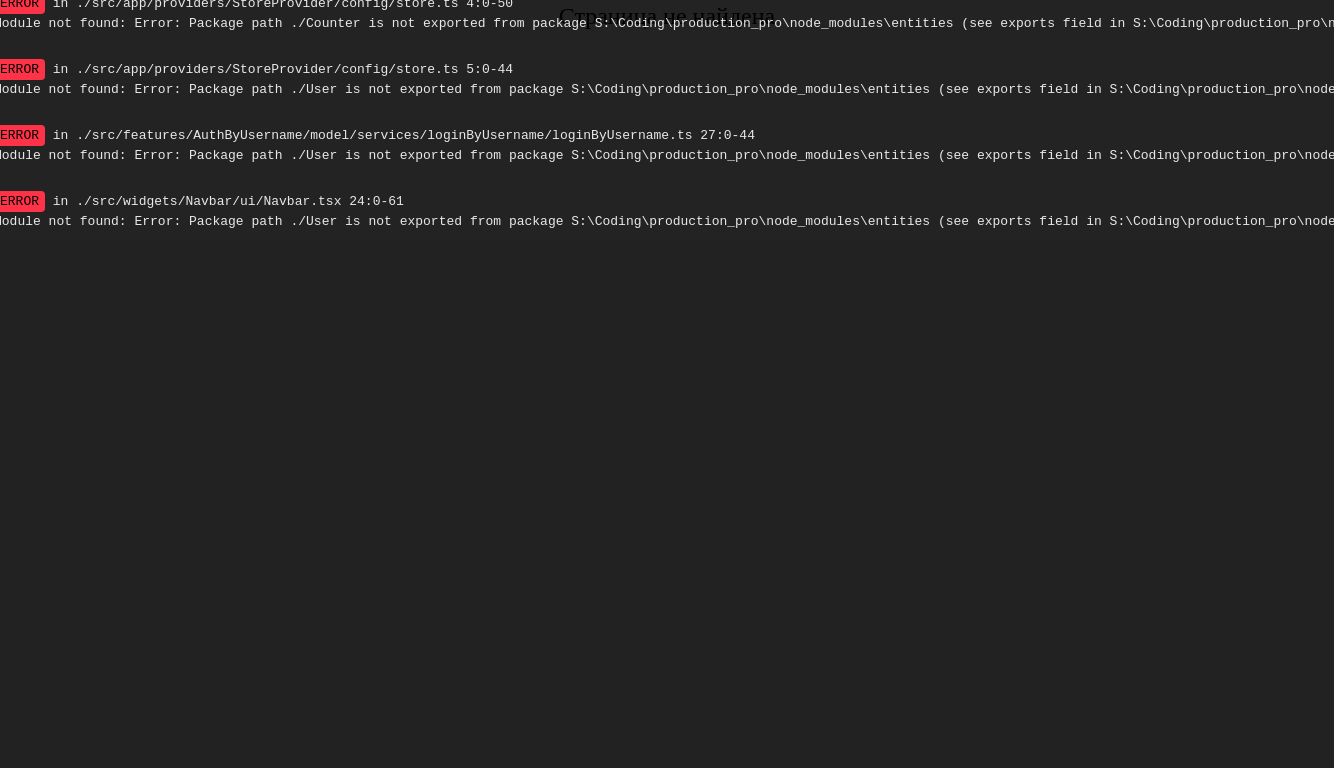 ERROR in ./src/app/providers/StoreProvider/config/store.ts 4:0-50
Страница не найдена
Module not found: Error: Package path ./Counter is not exported from package S:\Coding\production_pro\node_modules\entities (see exports field in S:\Coding\production_pro\n
ERROR in ./src/app/providers/StoreProvider/config/store.ts 5:0-44
Module not found: Error: Package path ./User is not exported from package S:\Coding\production_pro\node_modules\entities (see exports field in S:\Coding\production_pro\node
ERROR in ./src/features/AuthByUsername/model/services/loginByUsername/loginByUsername.ts 27:0-44
Module not found: Error: Package path ./User is not exported from package S:\Coding\production_pro\node_modules\entities (see exports field in S:\Coding\production_pro\node
ERROR in ./src/widgets/Navbar/ui/Navbar.tsx 24:0-61
Module not found: Error: Package path ./User is not exported from package S:\Coding\production_pro\node_modules\entities (see exports field in S:\Coding\production_pro\node